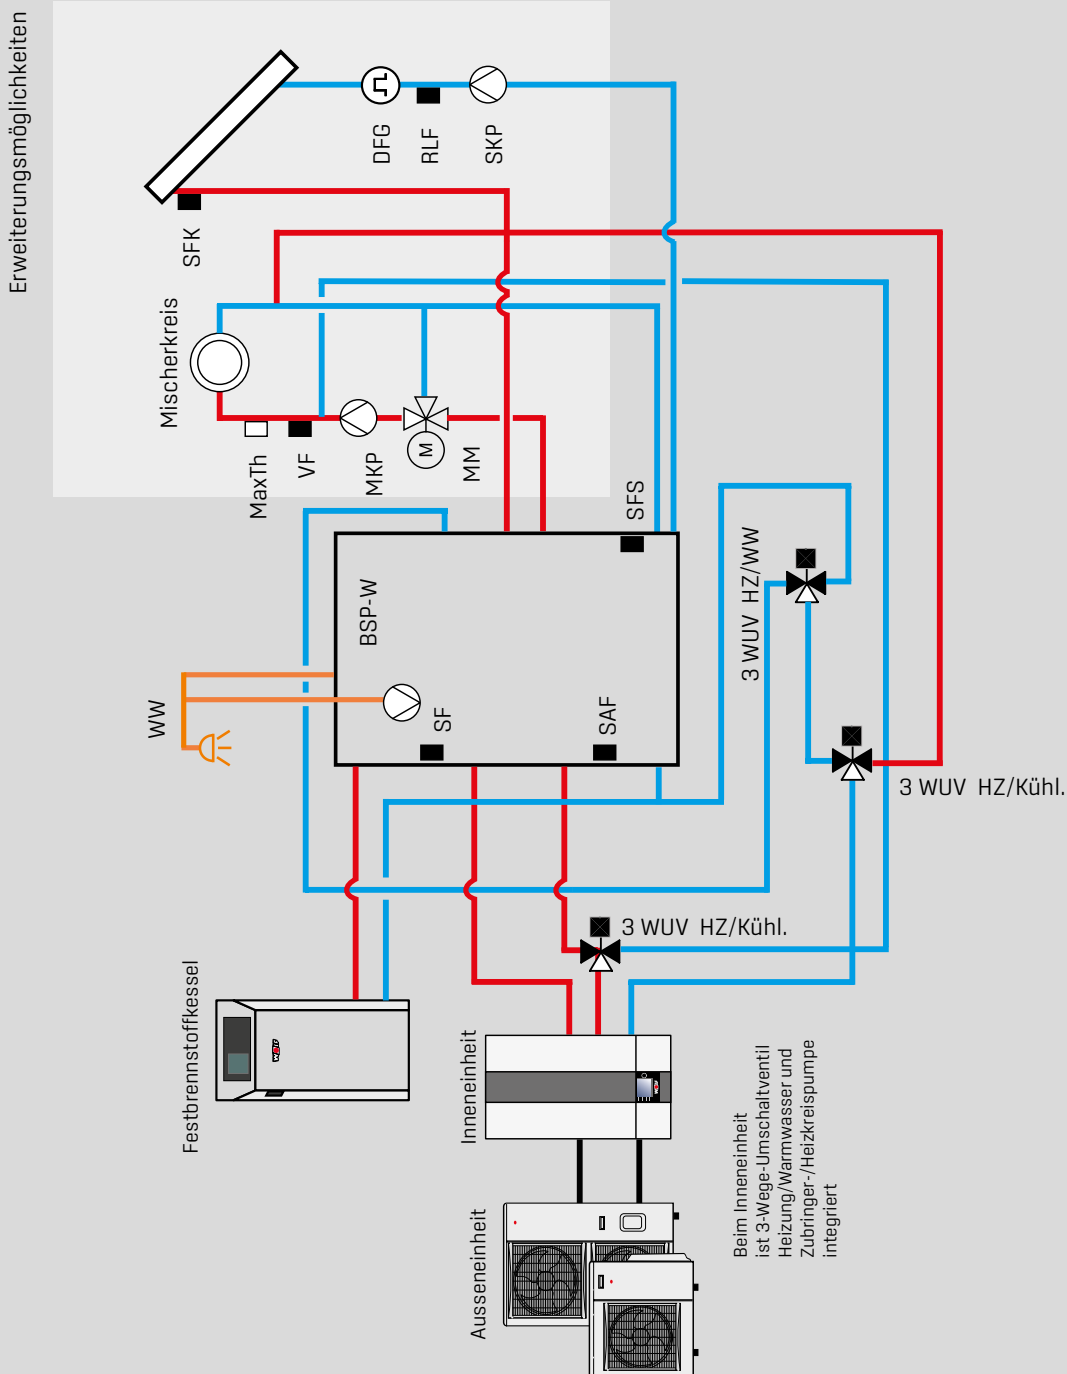 Erweiterungsmöglichkeiten
DFG
RLF
SKP
SFK
Mischerkreis
MaxTh
VF
MKP
M
MM
SFS
BSP-W
3 WUV HZ/WW
WW
SF
SAF
3 WUV HZ/Kühl.
3 WUV HZ/Kühl.
Festbrennstoffkessel
WOLF
Inneneinheit
Ausseneinheit
Beim Inneneinheit
ist 3-Wege-Umschaltventil
Heizung/Warmwasser und
Zubringer-/Heizkreispumpe
integriert